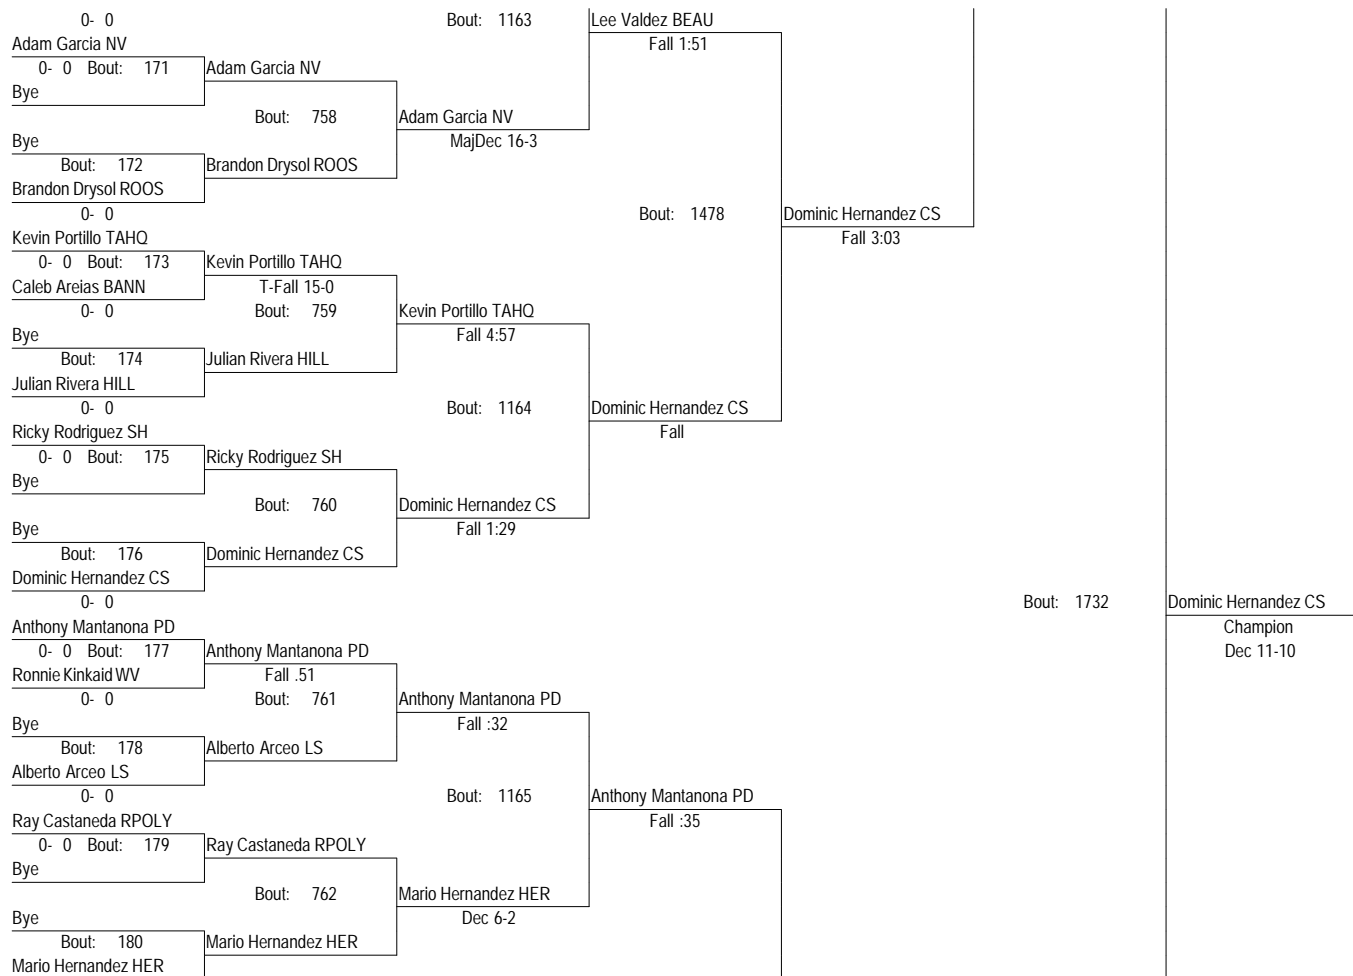 0- 0 Bout: 1163 Lee Valdez BEAU
Adam Garcia NV Fall 1:51
0- 0 Bout: 171 Adam Garcia NV
Bye
Bout: 758 Adam Garcia NV
Bye MajDec 16-3
Bout: 172 Brandon Drysol ROOS
Brandon Drysol ROOS
0- 0 Bout: 1478 Dominic Hernandez CS
Kevin Portillo TAHQ Fall 3:03
0- 0 Bout: 173 Kevin Portillo TAHQ
Caleb Areias BANN T-Fall 15-0
0- 0 Bout: 759 Kevin Portillo TAHQ
Bye Fall 4:57
Bout: 174 Julian Rivera HILL
Julian Rivera HILL
0- 0 Bout: 1164 Dominic Hernandez CS
Ricky Rodriguez SH Fall
0- 0 Bout: 175 Ricky Rodriguez SH
Bye
Bout: 760 Dominic Hernandez CS
Bye Fall 1:29
Bout: 176 Dominic Hernandez CS
Dominic Hernandez CS
0- 0 Bout: 1732 Dominic Hernandez CS
Anthony Mantanona PD Champion
0- 0 Bout: 177 Anthony Mantanona PD Dec 11-10
Ronnie Kinkaid WV Fall .51
0- 0 Bout: 761 Anthony Mantanona PD
Bye Fall :32
Bout: 178 Alberto Arceo LS
Alberto Arceo LS
0- 0 Bout: 1165 Anthony Mantanona PD
Ray Castaneda RPOLY Fall :35
0- 0 Bout: 179 Ray Castaneda RPOLY
Bye
Bout: 762 Mario Hernandez HER
Bye Dec 6-2
Bout: 180 Mario Hernandez HER
Mario Hernandez HER